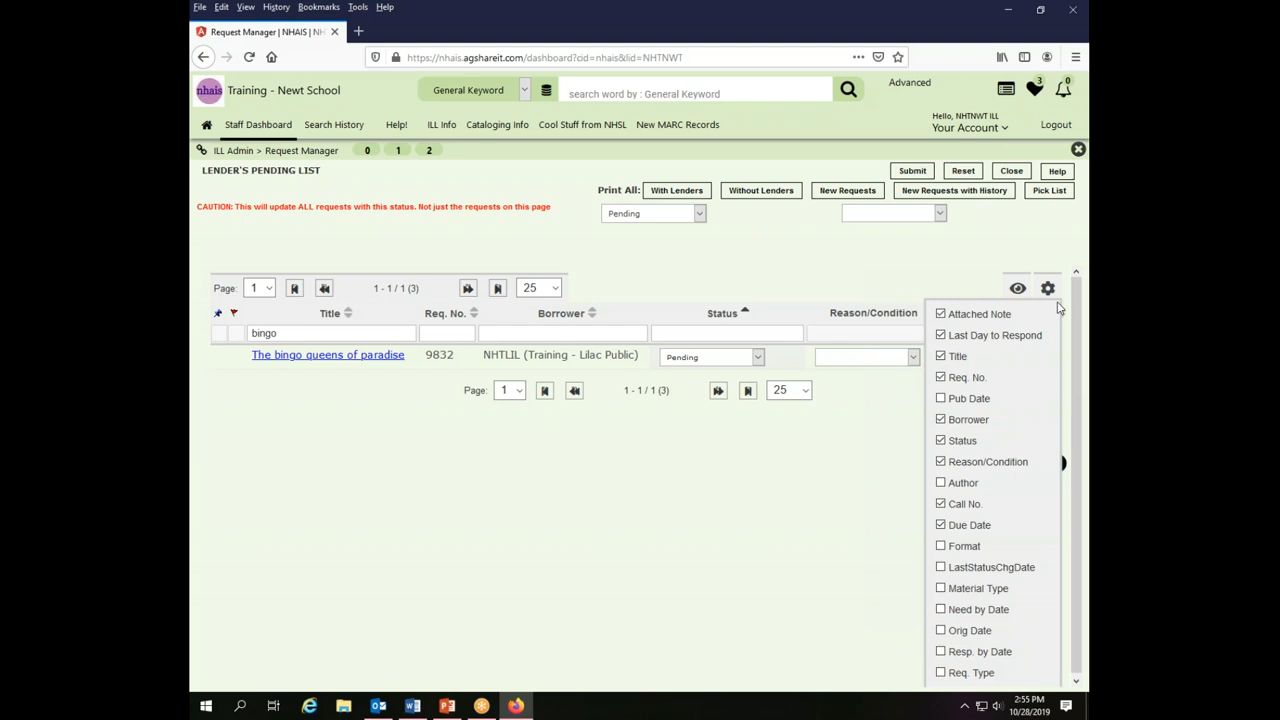 File Edit View History Bookmarks Tools Help
Request Manager | NHAIS | NH
https://nhais.agshareit.com/dashboard?cid=nhais&lid=NHTNWT
nhais Training - Newt School General Keyword search word by : General Keyword Advanced 3 0
Hello, NHTNWT ILL
Your Account
Staff Dashboard Search History Help! ILL Info Cataloging Info Cool Stuff from NHSL New MARC Records Logout
ILL Admin > Request Manager 0 1 2
LENDER'S PENDING LIST Submit Reset Close Help
Print All: With Lenders Without Lenders New Requests New Requests with History Pick List
CAUTION: This will update ALL requests with this status. Not just the requests on this page Pending
Page: 1 1 - 1 / 1 (3) 25
Title Req. No. Borrower Status Reason/Condition
bingo
The bingo queens of paradise 9832 NHTLIL (Training - Lilac Public) Pending
Page: 1 1 - 1 / 1 (3) 25
Attached Note
Last Day to Respond
Title
Req. No.
Pub Date
Borrower
Status
Reason/Condition
Author
Call No.
Due Date
Format
LastStatusChgDate
Material Type
Need by Date
Orig Date
Resp. by Date
Req. Type
2:55 PM
10/28/2019